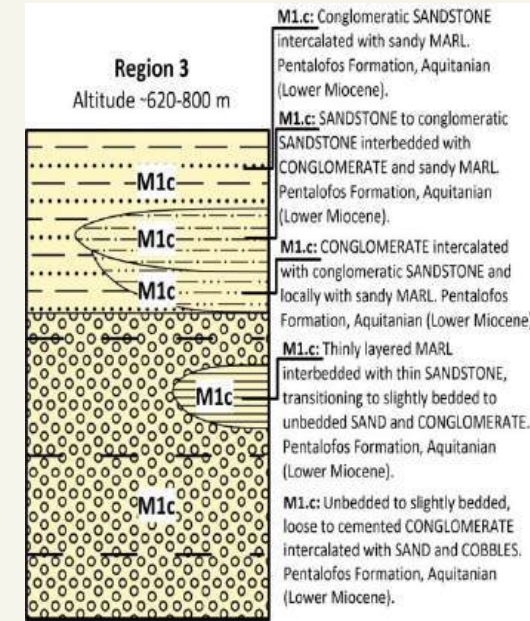 Region 3
Altitude ~620-800 m
M1c
M1c
M1c
M1c
M1c
M1.c: Conglomeratic SANDSTONE
intercalated with sandy MARL.
Pentalofos Formation, Aquitanian
(Lower Miocene).
M1.c: SANDSTONE to conglomeratic
SANDSTONE interbedded with
CONGLOMERATE and sandy MARL.
Pentalofos Formation, Aquitanian
(Lower Miocene).
M1.c: CONGLOMERATE intercalated
with conglomeratic SANDSTONE and
locally with sandy MARL. Pentalofos
Formation, Aquitanian (Lower Miocene)
M1.c: Thinly layered MARL
interbedded with thin SANDSTONE,
transitioning to slightly bedded to
unbedded SAND and CONGLOMERATE.
Pentalofos Formation, Aquitanian
(Lower Miocene).
M1.c: Unbedded to slightly bedded,
loose to cemented CONGLOMERATE
intercalated with SAND and COBBLES.
Pentalofos Formation, Aquitanian
(Lower Miocene).